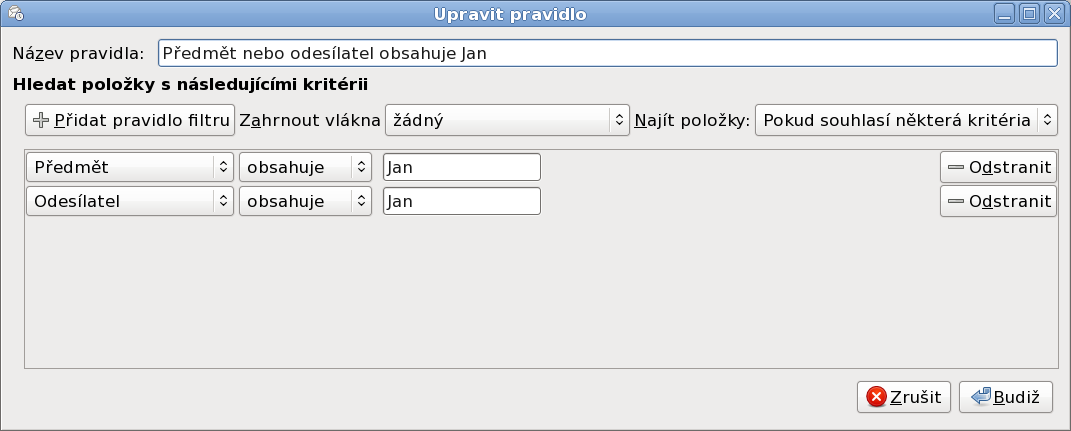 Upravit pravidlo
Název pravidla: Předmět nebo odesílatel obsahuje Jan
Hledat položky s následujícími kritérii
Přidat pravidlo filtru Zahrnout vlákna žádný Najít položky: Pokud souhlasí některá kritéria
Předmět obsahuje Jan Odstranit
Odesílatel obsahuje Jan Odstranit
Zrušit Budiž